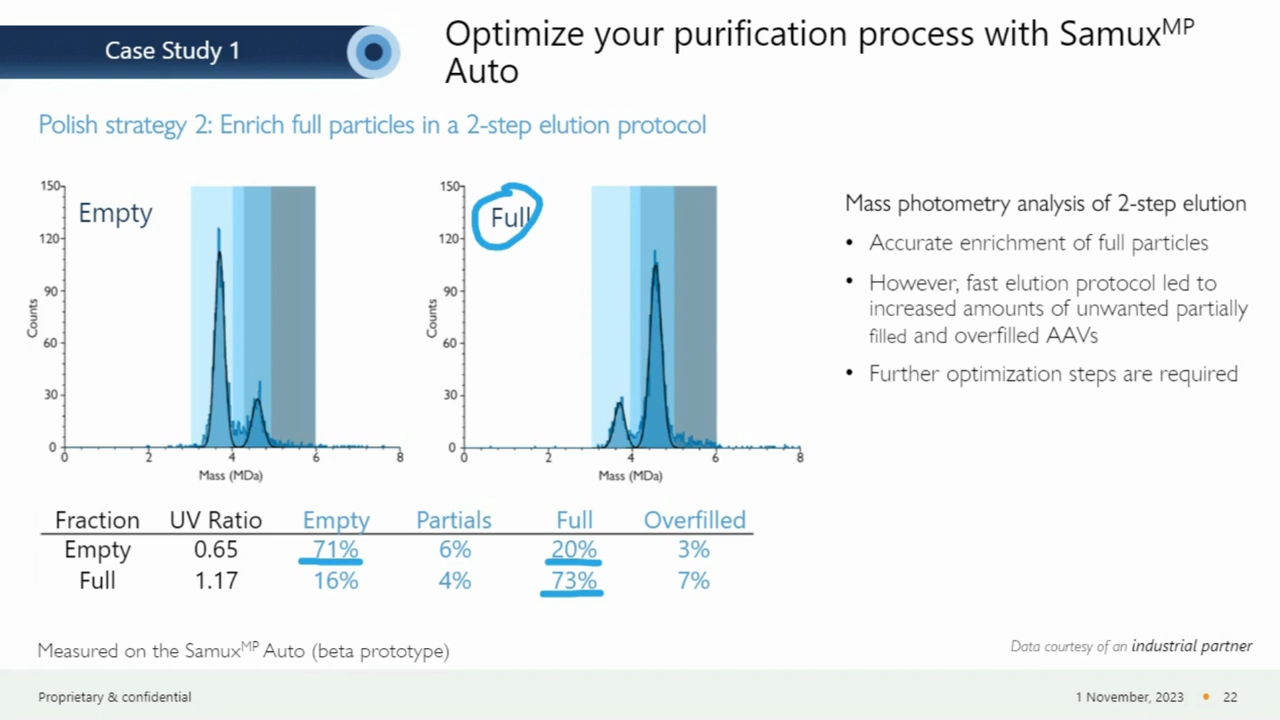 Case Study 1
Optimize your purification process with Samuxᴹᴾ
Auto
Polish strategy 2: Enrich full particles in a 2-step elution protocol
Empty
150
120
90
60
30
0
Counts
0 2 4 6 8
Mass (MDa)
Full
150
120
90
60
30
0
Counts
0 2 4 6 8
Mass (MDa)
Mass photometry analysis of 2-step elution
• Accurate enrichment of full particles
• However, fast elution protocol led to
increased amounts of unwanted partially
filled and overfilled AAVs
• Further optimization steps are required
Fraction UV Ratio Empty Partials Full Overfilled
Empty 0.65 71% 6% 20% 3%
Full 1.17 16% 4% 73% 7%
Measured on the Samuxᴹᴾ Auto (beta prototype)
Data courtesy of an industrial partner
Proprietary & confidential
1 November, 2023 • 22